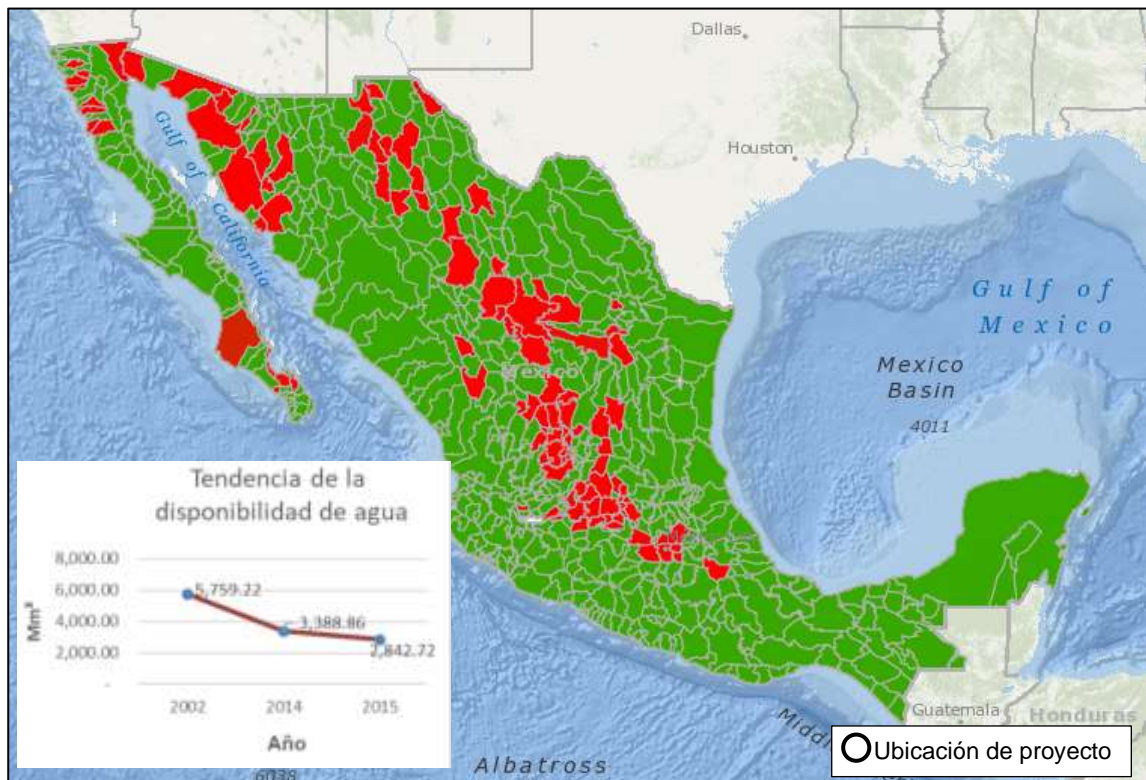 Dallas
Houston
Gulf of
California
Gulf of
Mexico
Mexico
Basin
4011
México
Tendencia de la
disponibilidad de agua
8,000.00
6,000.00
4,000.00
2,000.00
-
Mm³
5,759.22
3,388.86
2,842.72
2002
2014
2015
Año
Guatemala
Honduras
Ubicación de proyecto
Albatross
6038